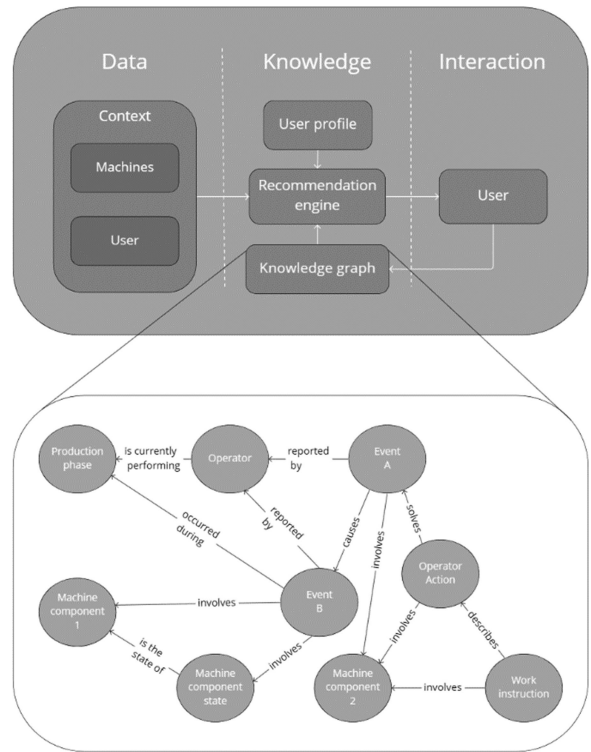 Data
Knowledge
Interaction
Context
Machines
User
User profile
Recommendation
engine
Knowledge graph
User
Production
phase
is currently
performing
Operator
reported
by
Event
A
occurred
during
reported
by
causes
involves
solves
Operator
Action
Machine
component
1
involves
Event
B
is the
state of
Machine
component
state
involves
Machine
component
2
involves
describes
involves
Work
instruction